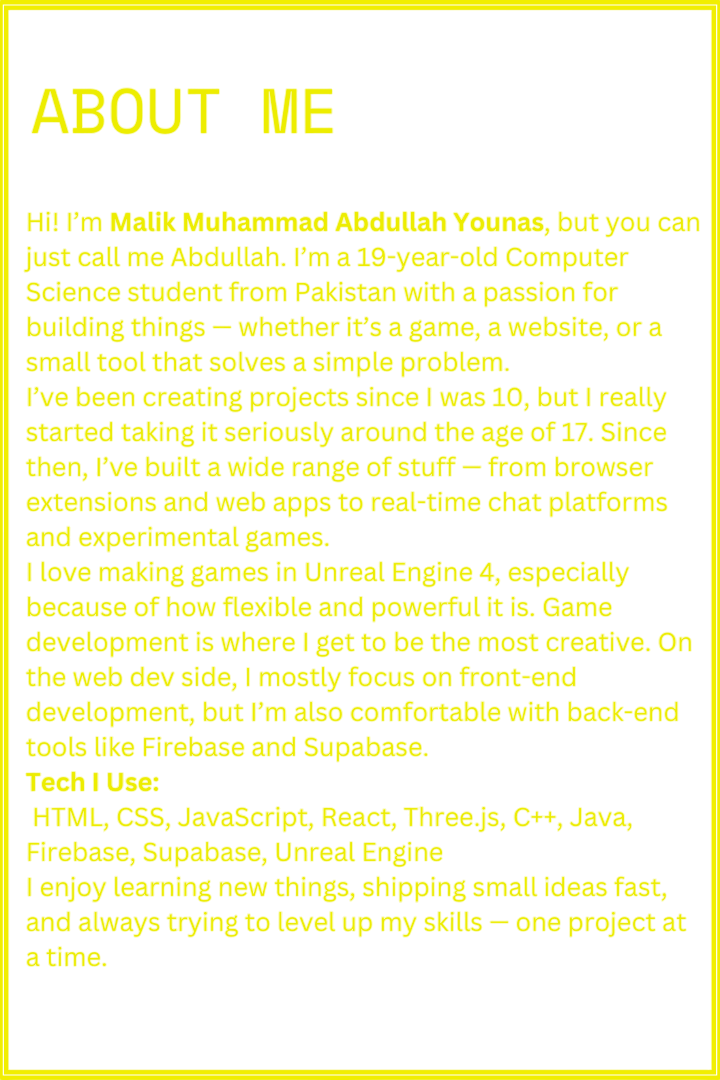 ABOUT ME
Hi! I’m Malik Muhammad Abdullah Younas, but you can
just call me Abdullah. I’m a 19-year-old Computer
Science student from Pakistan with a passion for
building things — whether it’s a game, a website, or a
small tool that solves a simple problem.
I’ve been creating projects since I was 10, but I really
started taking it seriously around the age of 17. Since
then, I’ve built a wide range of stuff — from browser
extensions and web apps to real-time chat platforms
and experimental games.
I love making games in Unreal Engine 4, especially
because of how flexible and powerful it is. Game
development is where I get to be the most creative. On
the web dev side, I mostly focus on front-end
development, but I’m also comfortable with back-end
tools like Firebase and Supabase.
Tech I Use:
HTML, CSS, JavaScript, React, Three.js, C++, Java,
Firebase, Supabase, Unreal Engine
I enjoy learning new things, shipping small ideas fast,
and always trying to level up my skills — one project at
a time.